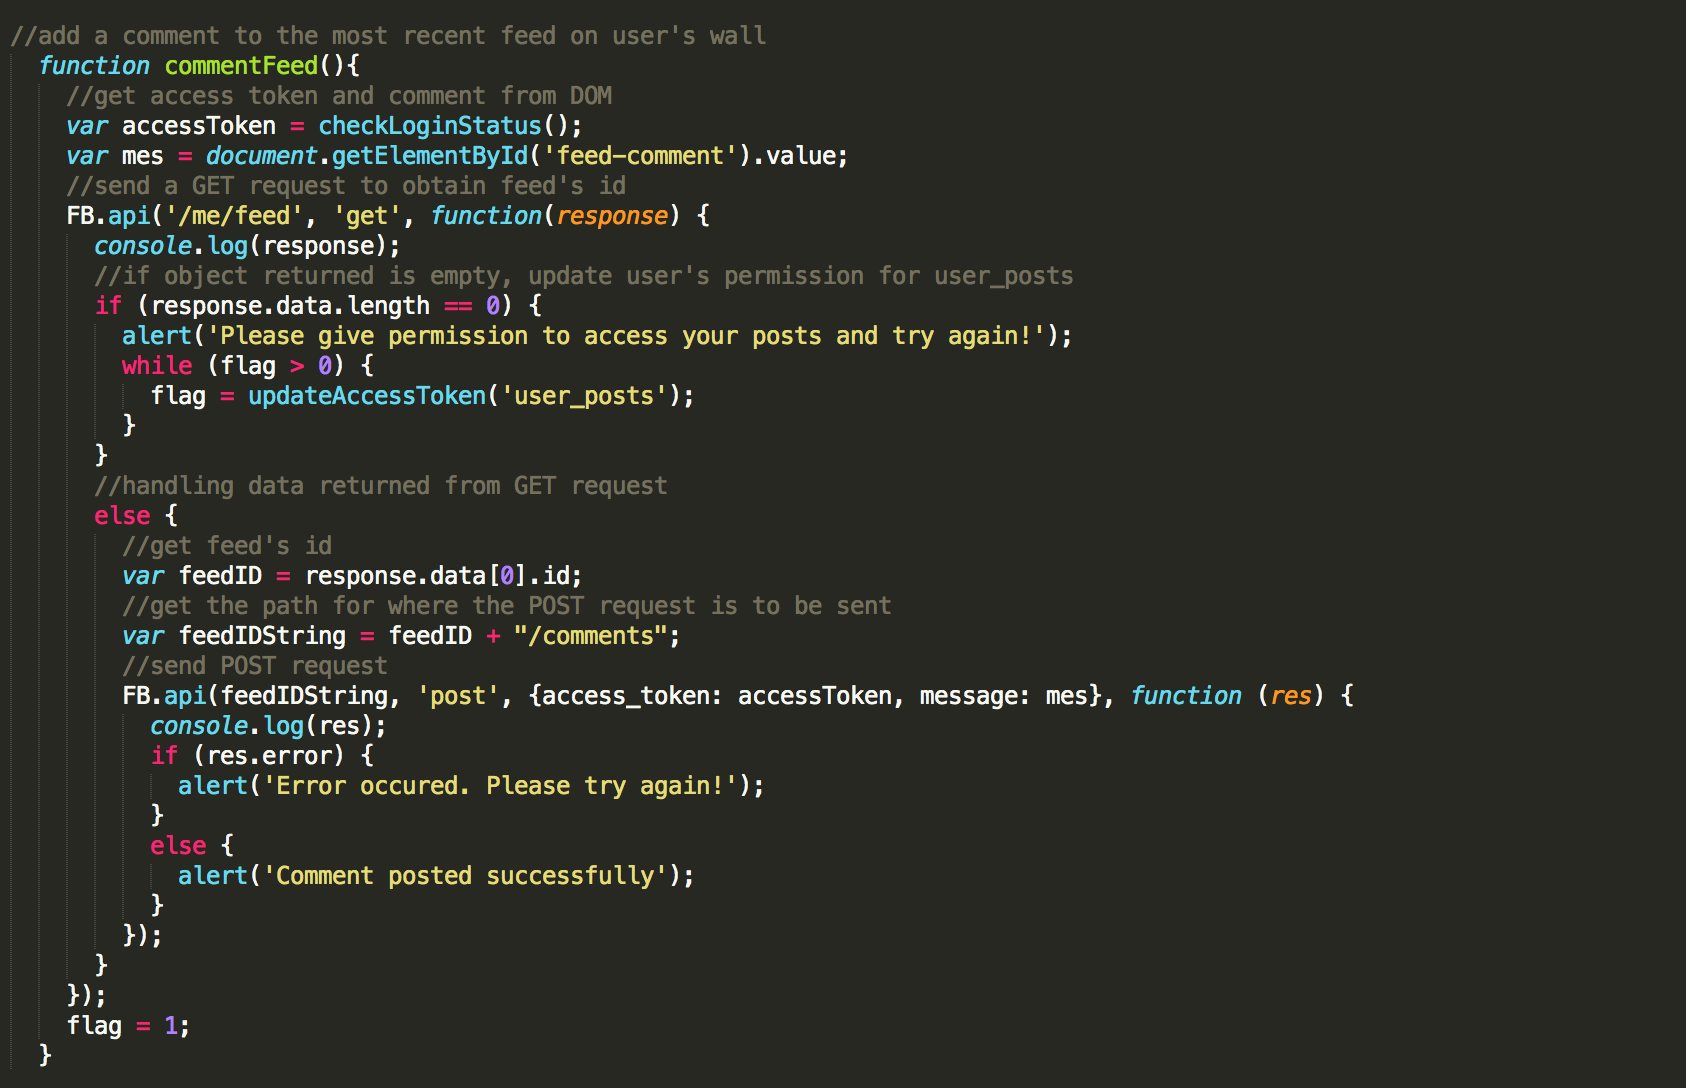 //add a comment to the most recent feed on user's wall
function commentFeed(){
//get access token and comment from DOM
var accessToken = checkLoginStatus();
var mes = document.getElementById('feed-comment').value;
//send a GET request to obtain feed's id
FB.api('/me/feed', 'get', function(response) {
console.log(response);
//if object returned is empty, update user's permission for user_posts
if (response.data.length == 0) {
alert('Please give permission to access your posts and try again!');
while (flag > 0) {
flag = updateAccessToken('user_posts');
}
}
//handling data returned from GET request
else {
//get feed's id
var feedID = response.data[0].id;
//get the path for where the POST request is to be sent
var feedIDString = feedID + "/comments";
//send POST request
FB.api(feedIDString, 'post', {access_token: accessToken, message: mes}, function (res) {
console.log(res);
if (res.error) {
alert('Error occured. Please try again!');
}
else {
alert('Comment posted successfully');
}
});
}
});
flag = 1;
}